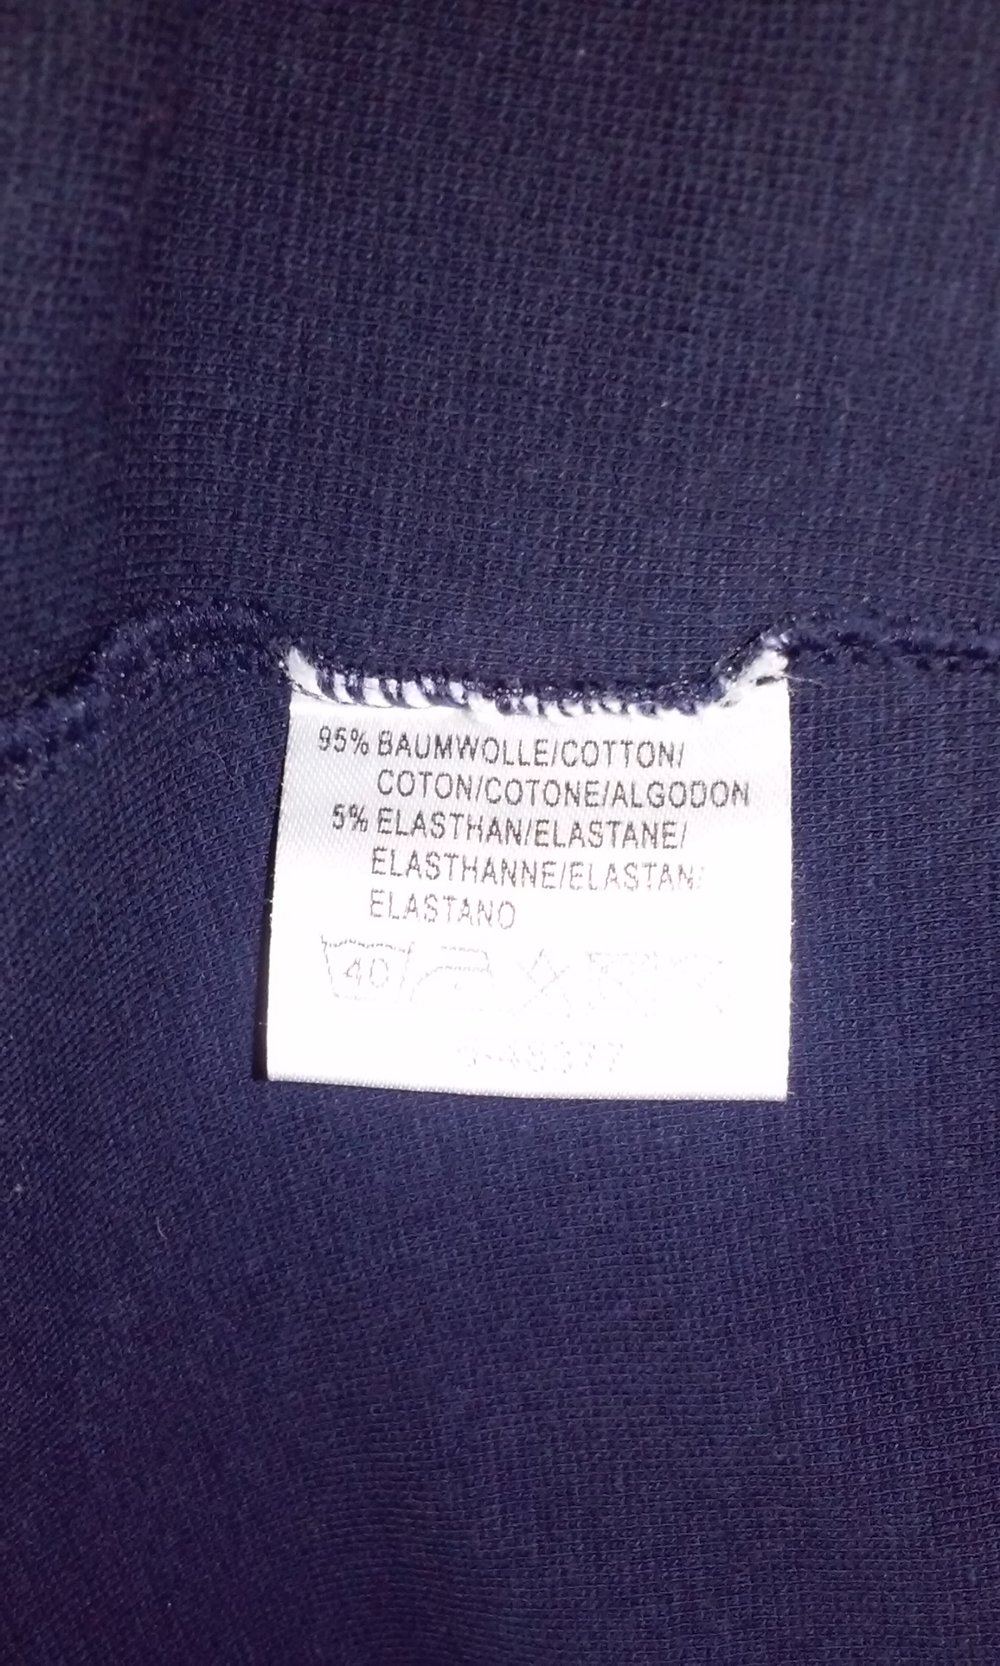 95% BAUMWOLLE/COTTON/
COTON/COTONE/ALGODON
5% ELASTHAN/ELASTANE/
ELASTHANNE/ELASTAN/
ELASTANO
40